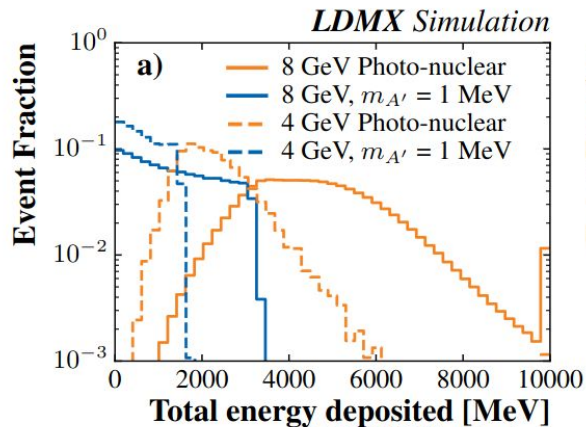 LDMX Simulation
a)
8 GeV Photo-nuclear
8 GeV, m_{A'} = 1 MeV
4 GeV Photo-nuclear
4 GeV, m_{A'} = 1 MeV
Event Fraction
10^0
10^{-1}
10^{-2}
10^{-3}
0 2000 4000 6000 8000 10000
Total energy deposited [MeV]